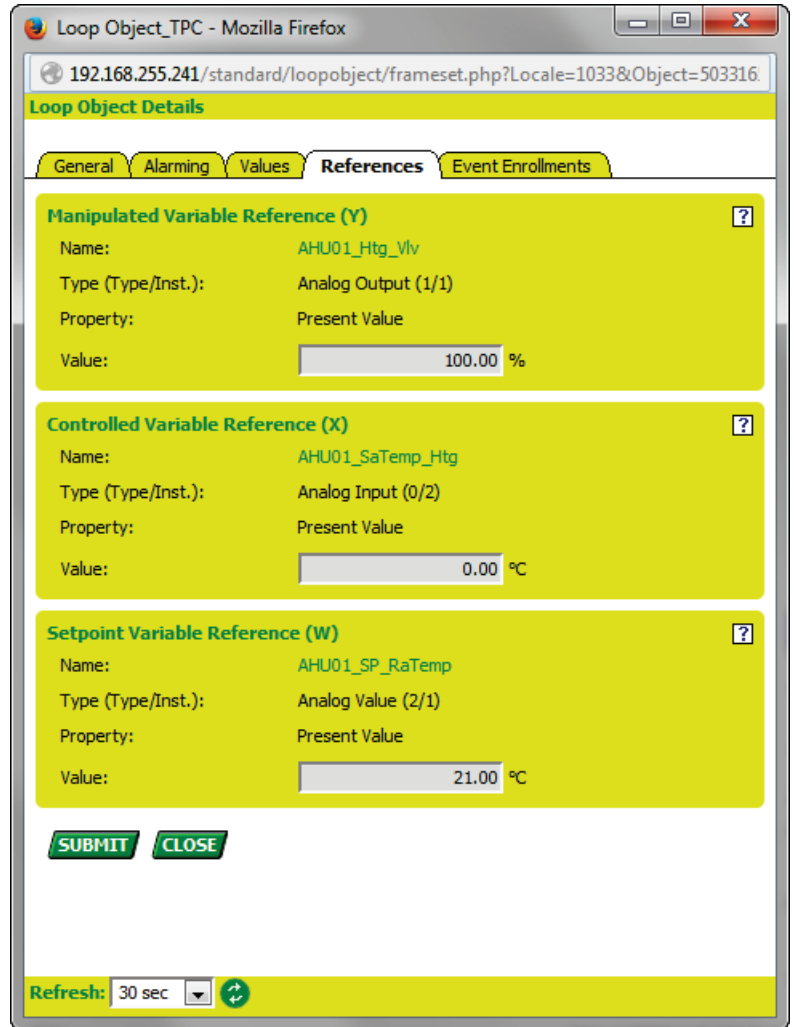 Loop Object_TPC - Mozilla Firefox
192.168.255.241/standard/loopobject/frameset.php?Locale=1033&Object=503316
Loop Object Details
General Alarming Values References Event Enrollments
Manipulated Variable Reference (Y) ?
Name: AHU01_Htg_Vlv
Type (Type/Inst.): Analog Output (1/1)
Property: Present Value
Value: 100.00 %
Controlled Variable Reference (X) ?
Name: AHU01_SaTemp_Htg
Type (Type/Inst.): Analog Input (0/2)
Property: Present Value
Value: 0.00 °C
Setpoint Variable Reference (W) ?
Name: AHU01_SP_RaTemp
Type (Type/Inst.): Analog Value (2/1)
Property: Present Value
Value: 21.00 °C
SUBMIT CLOSE
Refresh: 30 sec